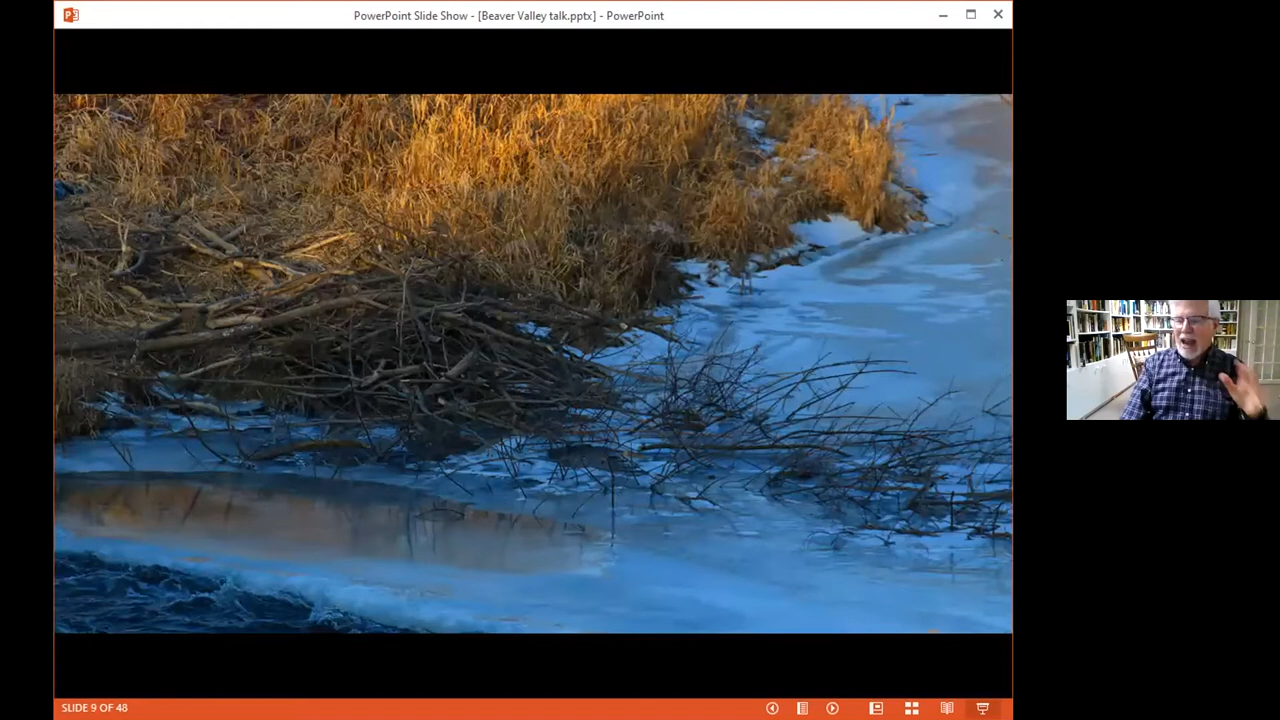 PowerPoint Slide Show - [Beaver Valley talk.pptx] - PowerPoint
SLIDE 9 OF 48